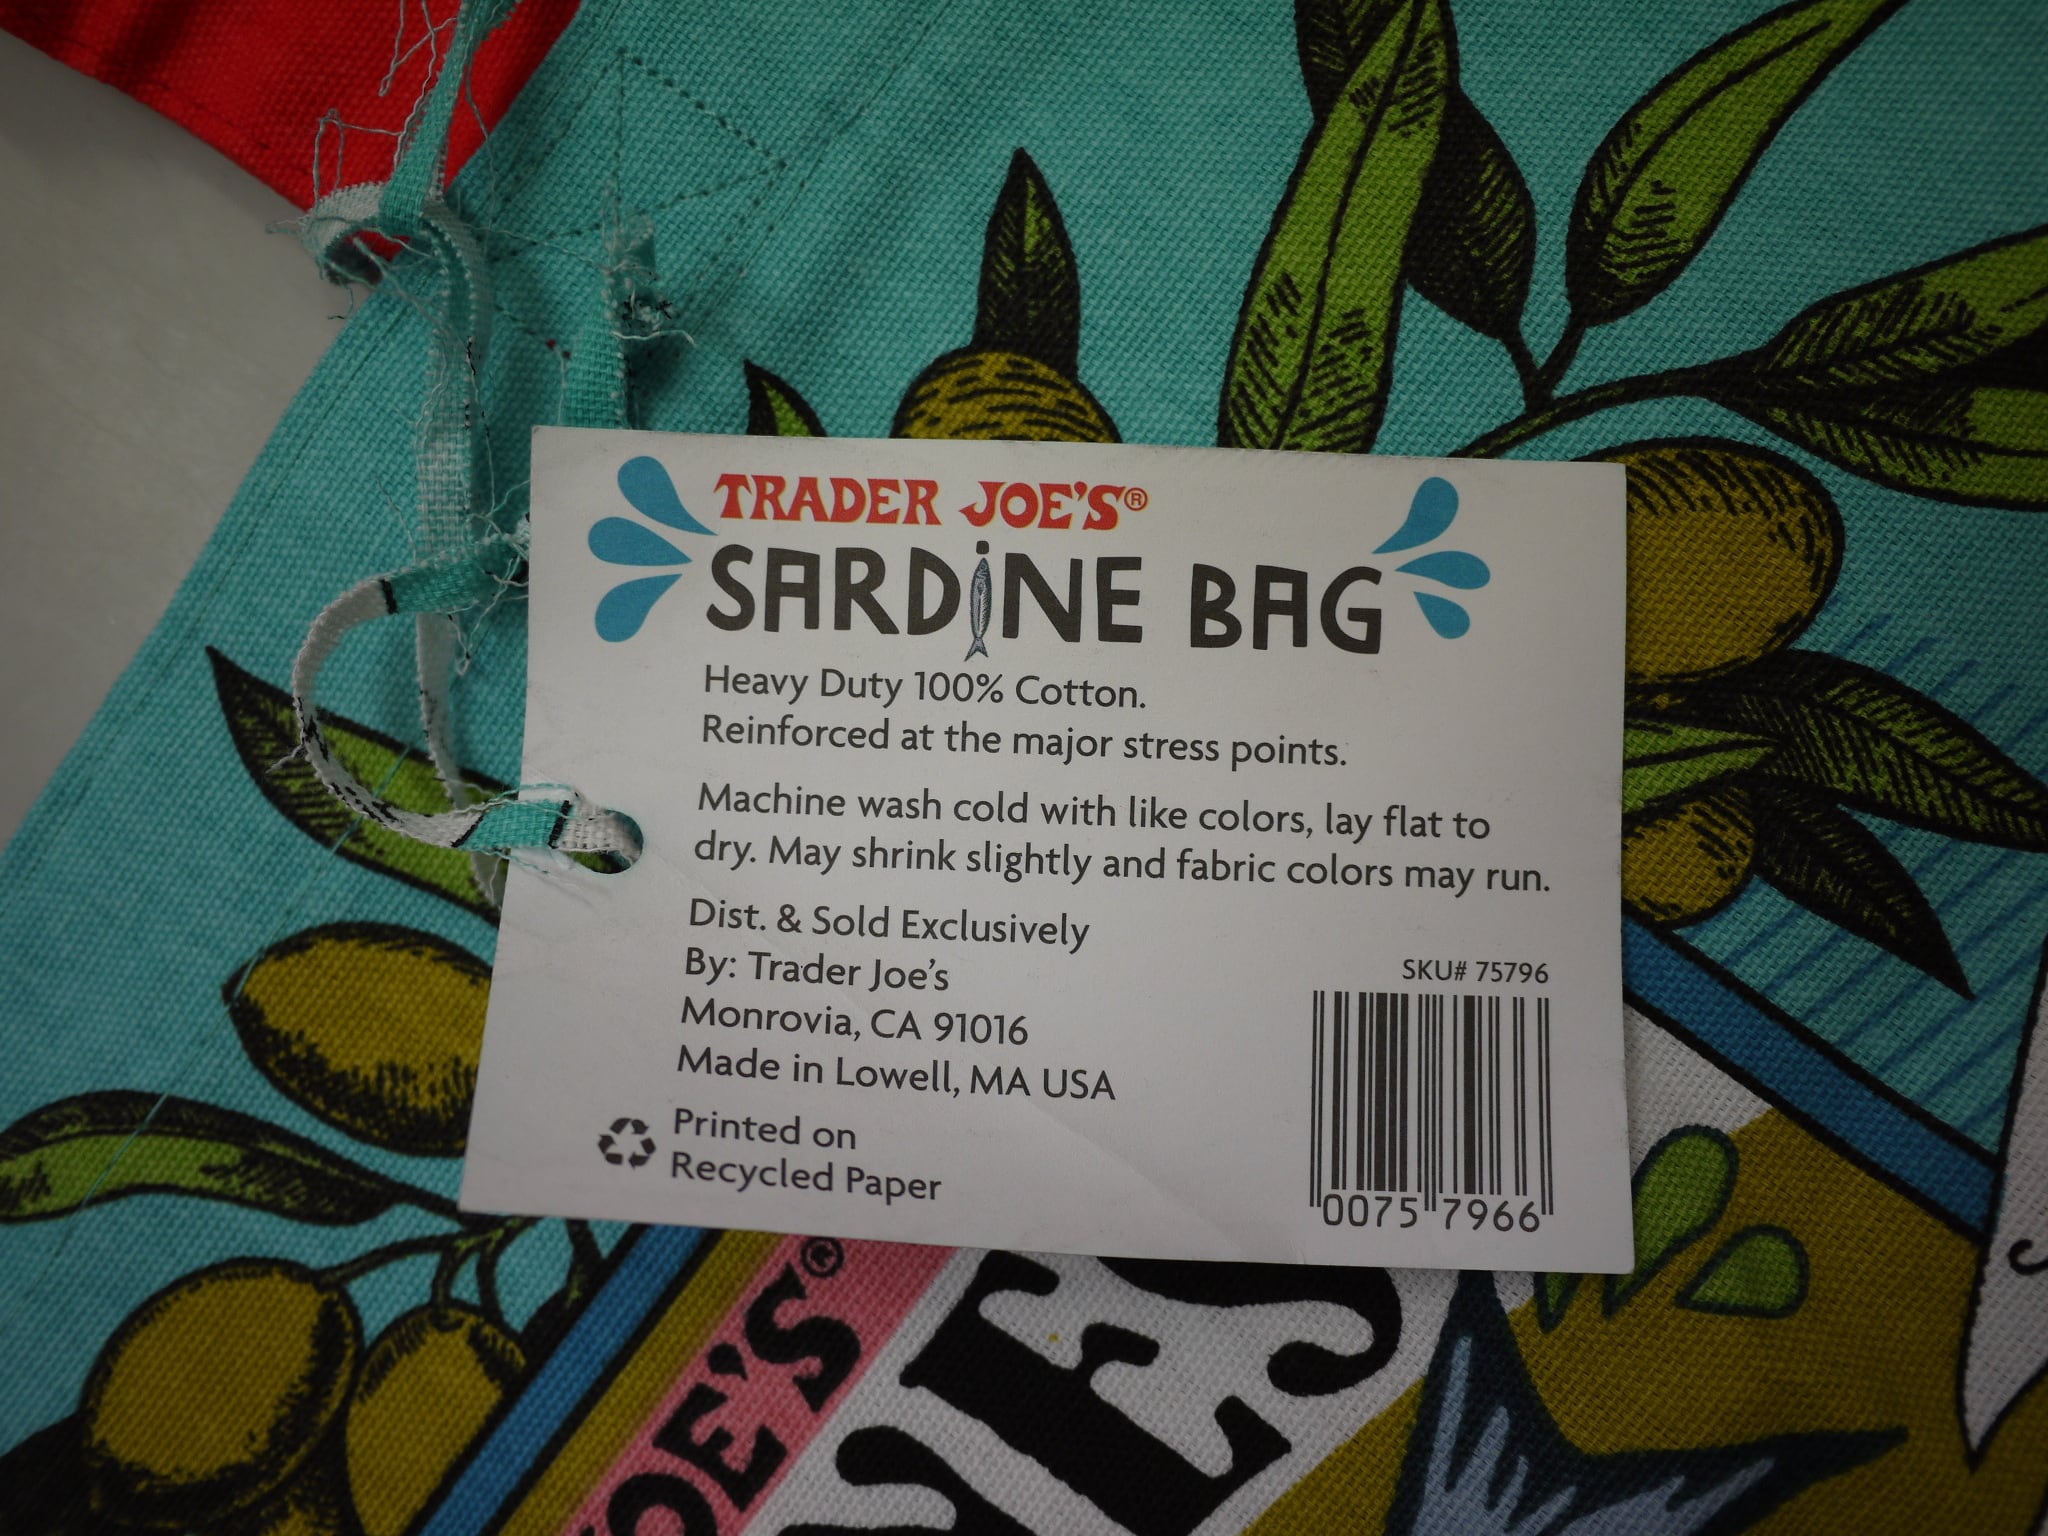 TRADER JOE'S®
SARDINE BAG
Heavy Duty 100% Cotton.
Reinforced at the major stress points.
Machine wash cold with like colors, lay flat to
dry. May shrink slightly and fabric colors may run.
Dist. & Sold Exclusively
By: Trader Joe's
Monrovia, CA 91016
Made in Lowell, MA USA
Printed on
Recycled Paper
SKU# 75796
0075 7966
OE'S®